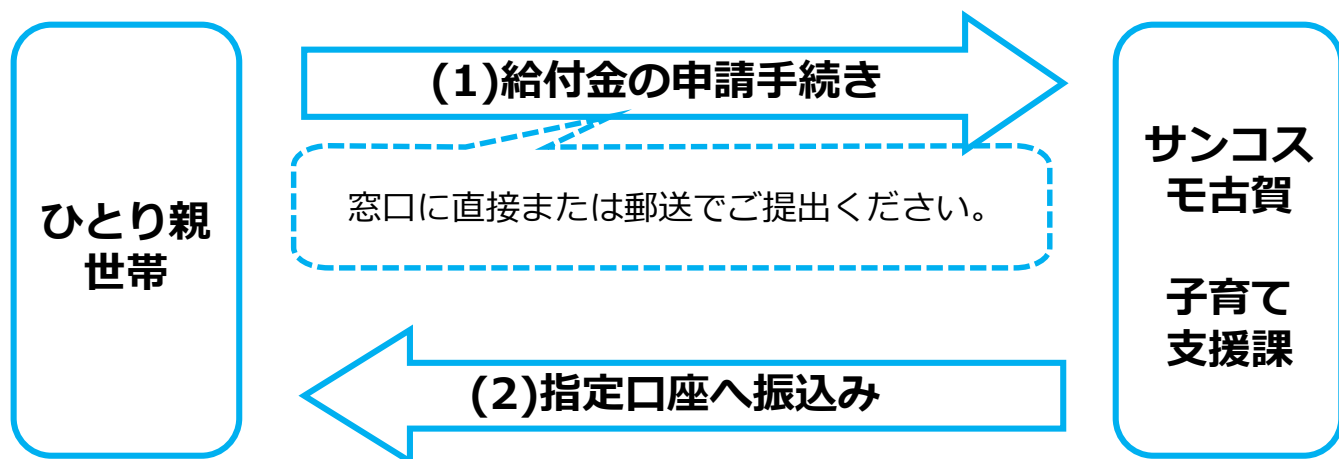 (1)給付金の申請手続き
窓口に直接または郵送でご提出ください。
ひとり親
世帯
サンコス
モ古賀
子育て
支援課
(2)指定口座へ振込み